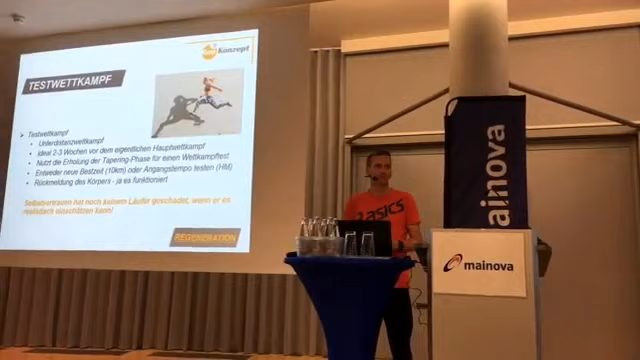 Konzept
TESTWETTKAMPF
Testwettkampf
Unterdistanzwettkampf
Ideal 2-3 Wochen vor dem eigentlichen Hauptwettkampf
Nutzt die Erholung der Tapering-Phase für einen Wettkampftest
Entweder neue Bestzeit (10km) oder Angangstempo testen (HM)
Rückmeldung des Körpers - ja es funktioniert
Selbstvertrauen hat noch keinem Läufer geschadet, wenn er es
realistisch einschätzen kann!
REGENERATION
asics
mainova
mainova